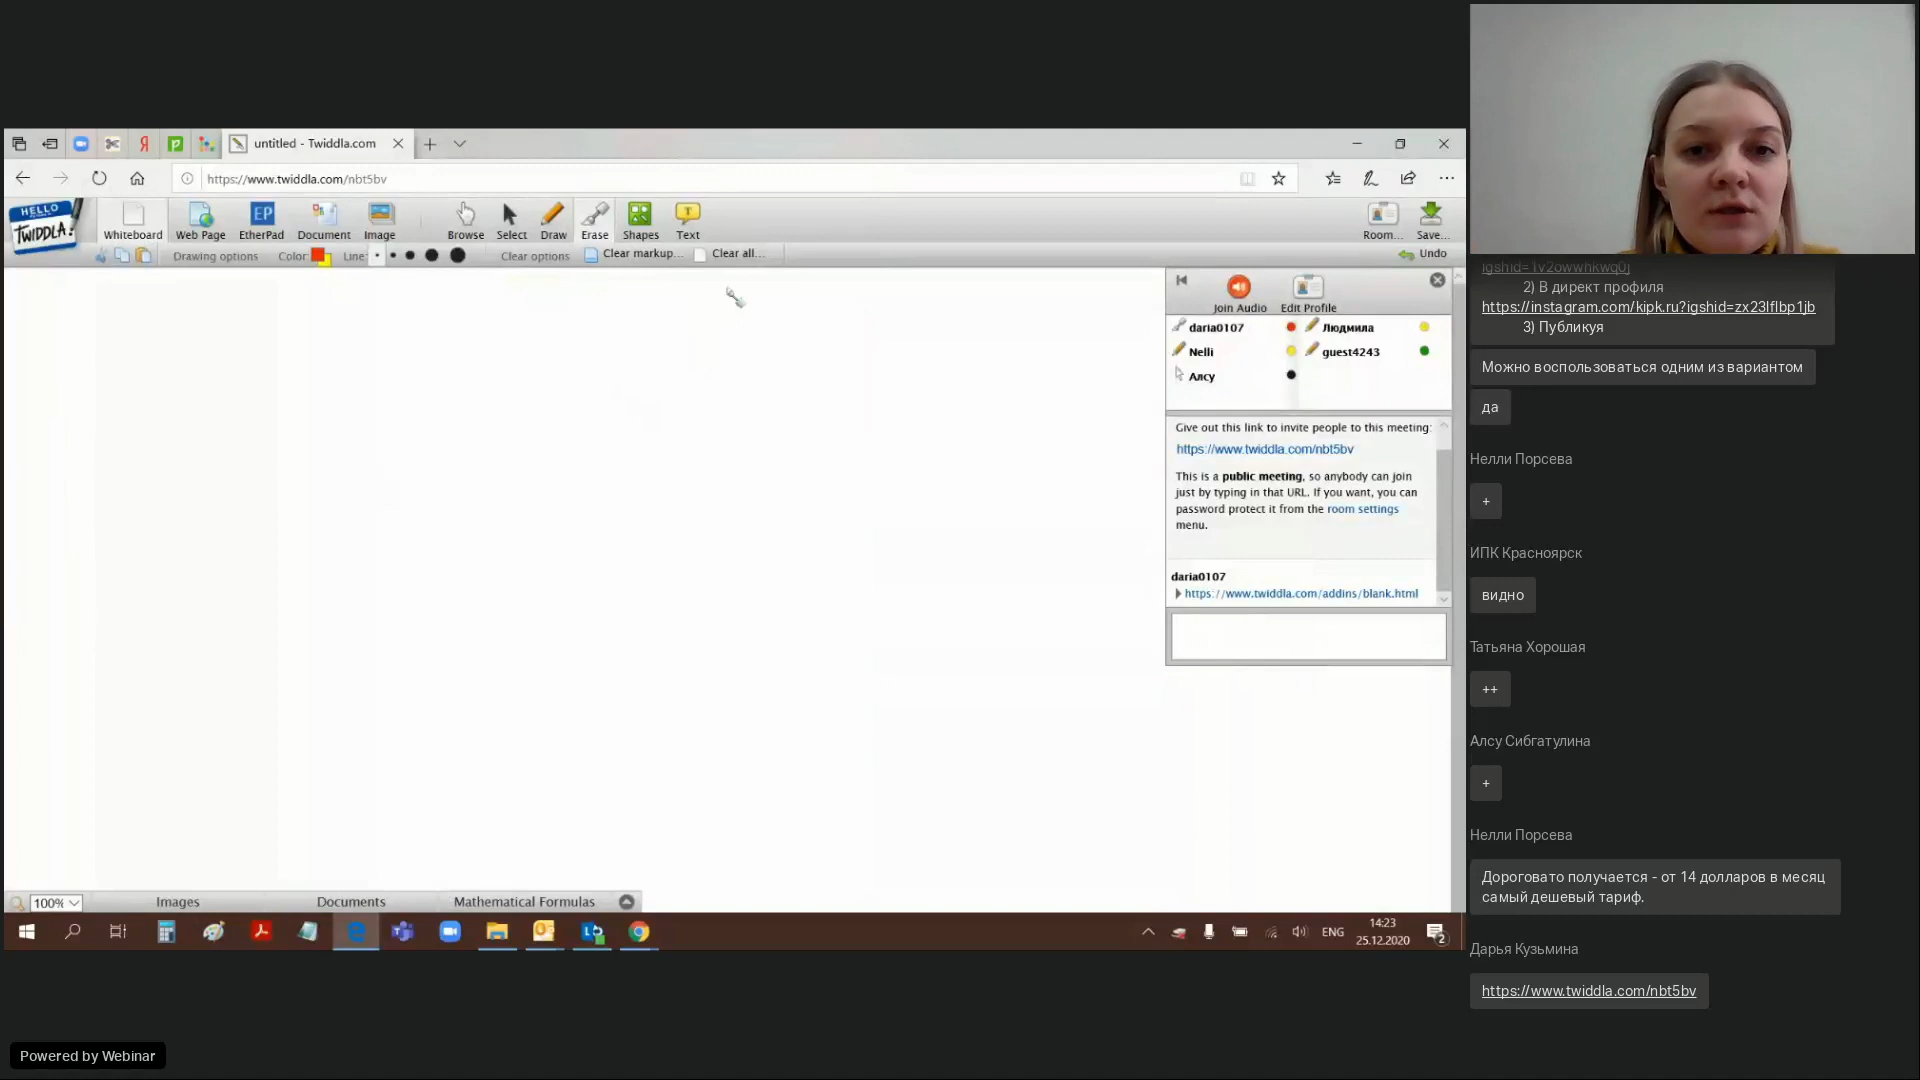 untitled - Twiddla.com
https://www.twiddla.com/nbt5bv
HELLO
TWIDDLA!
Whiteboard
Web Page
EP
EtherPad
Document
Image
Browse
Select
Draw
Erase
Shapes
T
Text
Room...
Save...
Drawing options
Color:
Line:
Clear options
Clear markup...
Clear all...
Undo
Join Audio
Edit Profile
daria0107
Людмила
Nelli
guest4243
Алсу
Give out this link to invite people to this meeting:
https://www.twiddla.com/nbt5bv
This is a public meeting, so anybody can join
just by typing in that URL. If you want, you can
password protect it from the room settings
menu.
daria0107
https://www.twiddla.com/addins/blank.html
100%
Images
Documents
Mathematical Formulas
ENG
14:23
25.12.2020
2
igshid=1v2owwhkwq0j
2) В директ профиля
https://instagram.com/kipk.ru?igshid=zx23lflbp1jb
3) Публикуя
Можно воспользоваться одним из вариантом
да
Нелли Порсева
+
ИПК Красноярск
видно
Татьяна Хорошая
++
Алсу Сибгатулина
+
Нелли Порсева
Дороговато получается - от 14 долларов в месяц
самый дешевый тариф.
Дарья Кузьмина
https://www.twiddla.com/nbt5bv
Powered by Webinar